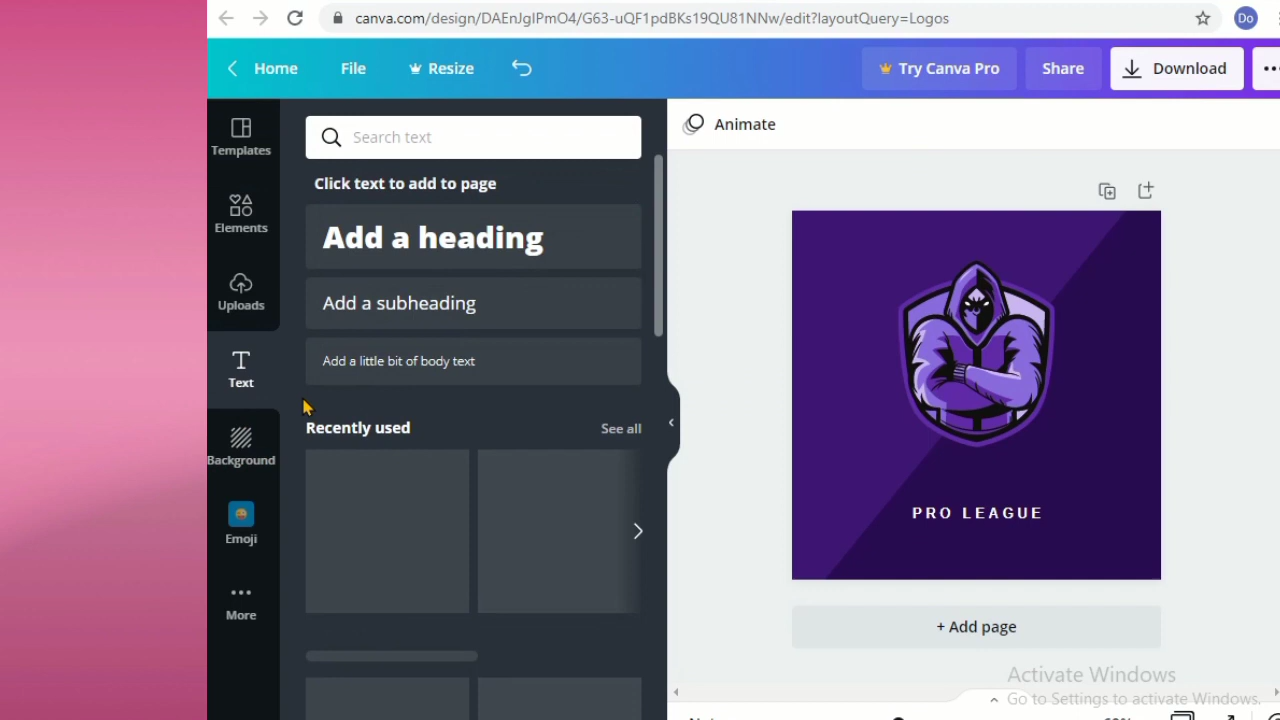 canva.com/design/DAEnJgIPmO4/G63-uQF1pdBKs19QU81NNw/edit?layoutQuery=Logos
Do
Home
File
Resize
Try Canva Pro
Share
Download
Templates
Elements
Uploads
Text
Background
Emoji
More
Search text
Click text to add to page
Add a heading
Add a subheading
Add a little bit of body text
Recently used
See all
Animate
PRO LEAGUE
+ Add page
Activate Windows
Go to Settings to activate Windows.